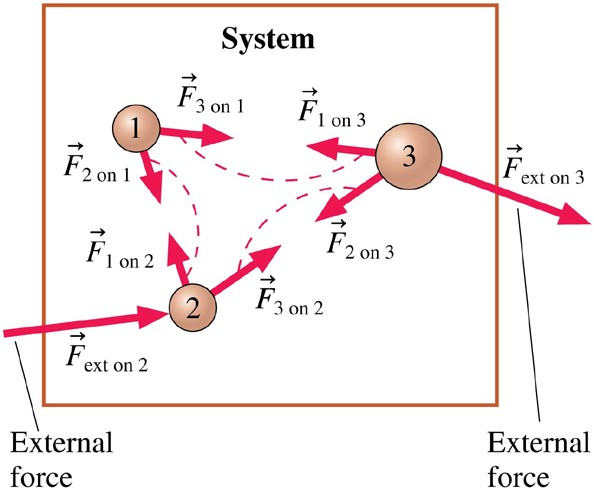 System
F⃗3 on 1
F⃗1 on 3
1
3
F⃗2 on 1
F⃗ext on 3
F⃗2 on 3
F⃗1 on 2
F⃗3 on 2
2
F⃗ext on 2
External
force
External
force